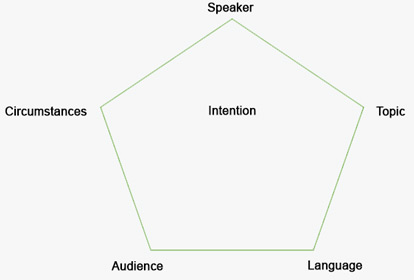 Speaker
Circumstances
Intention
Topic
Audience
Language